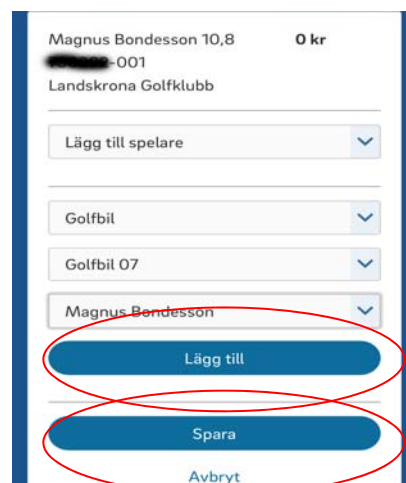 Magnus Bondesson 10,8 0 kr
-001
Landskrona Golfklubb
Lägg till spelare
Golfbil
Golfbil 07
Magnus Bondesson
Lägg till
Spara
Avbryt